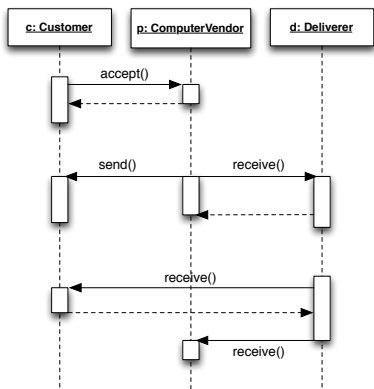 c: Customer
p: ComputerVendor
d: Deliverer
accept()
send()
receive()
receive()
receive()